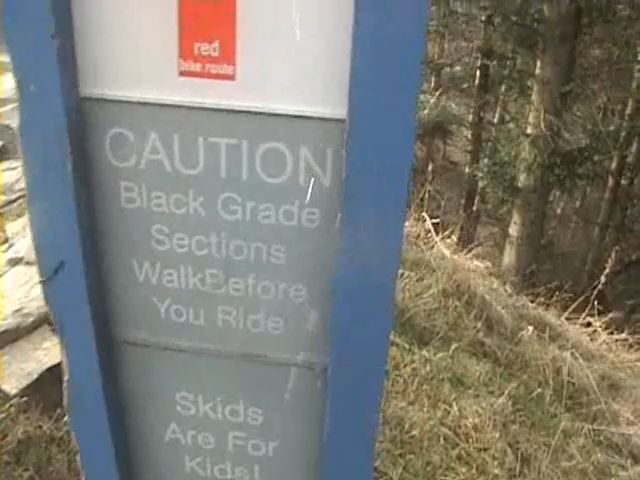 red
bike route
CAUTION
Black Grade
Sections
WalkBefore
You Ride
Skids
Are For
Kids!